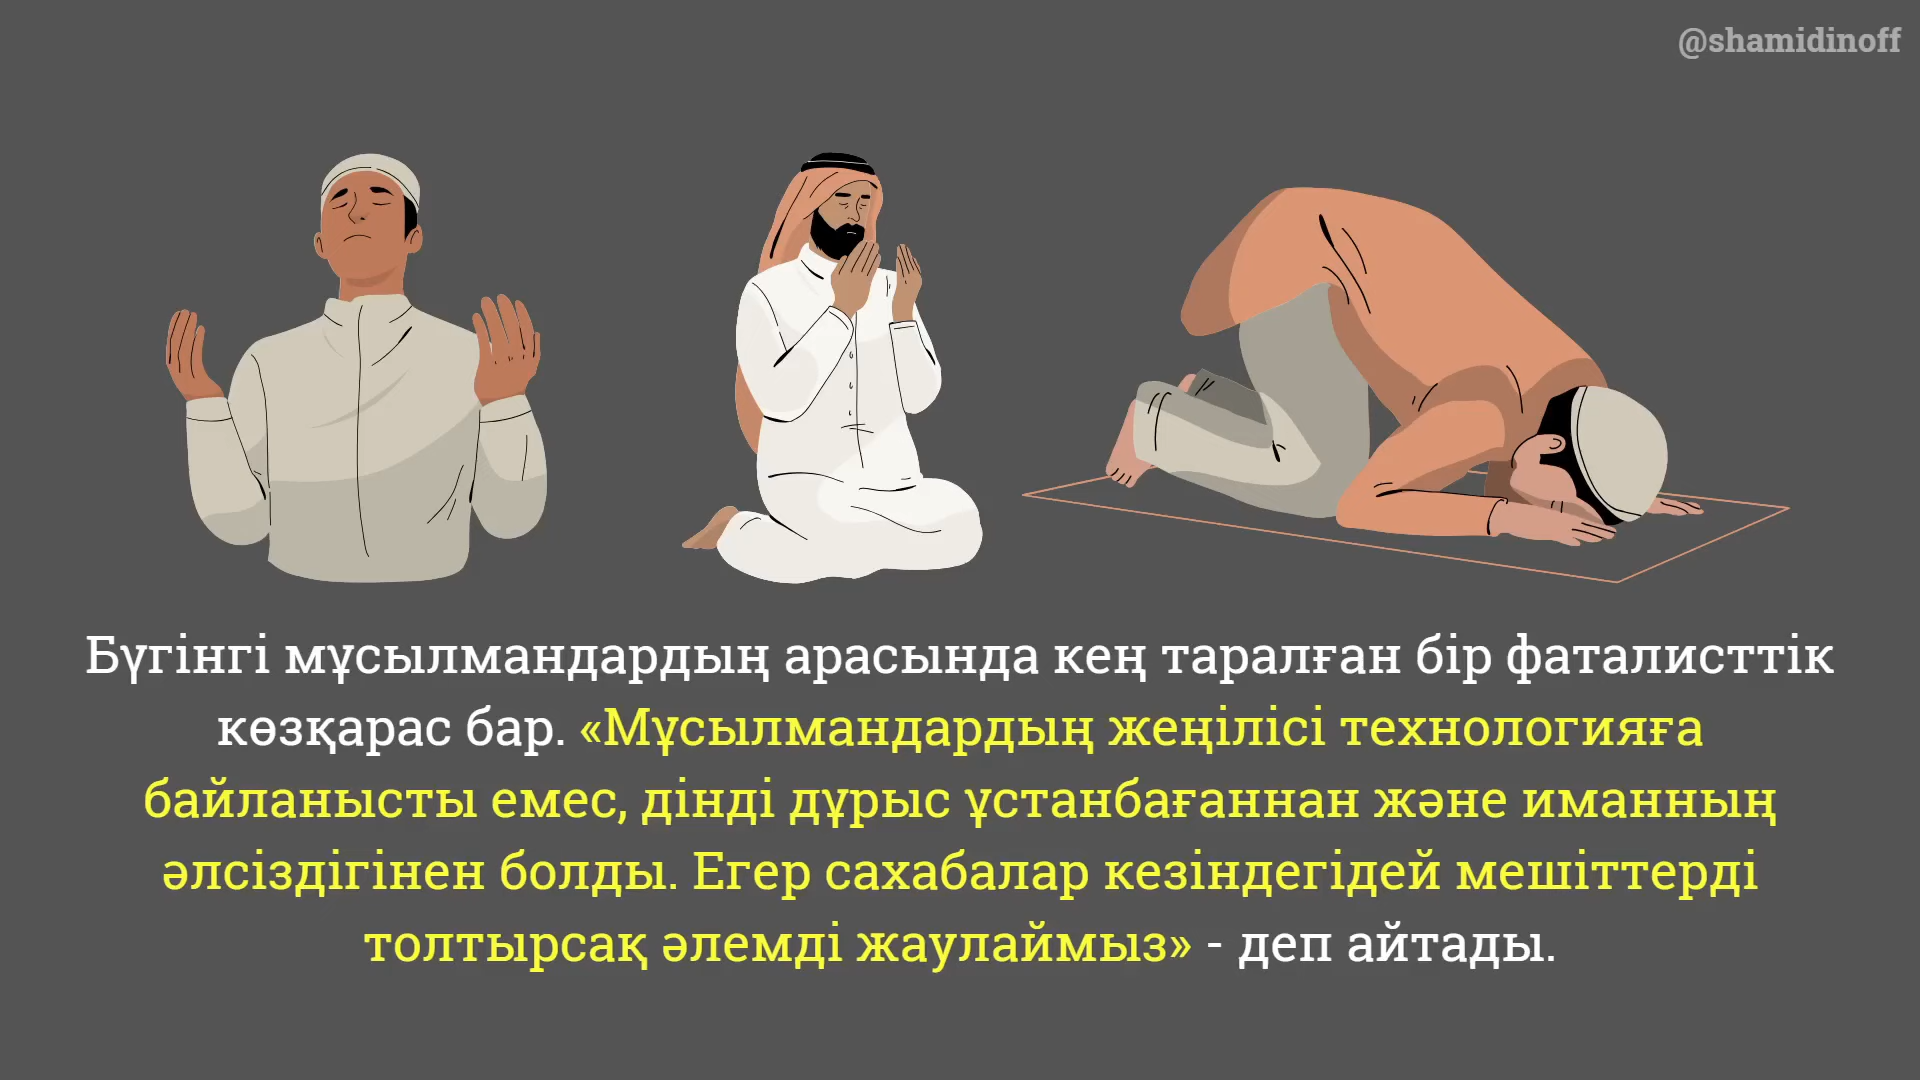 @shamidinoff
Бүгінгі мұсылмандардың арасында кең таралған бір фаталисттік
көзқарас бар. «Мұсылмандардың жеңілісі технологияға
байланысты емес, дінді дұрыс ұстанбағаннан және иманның
әлсіздігінен болды. Егер сахабалар кезіндегідей мешіттерді
толтырсақ әлемді жаулаймыз» - деп айтады.